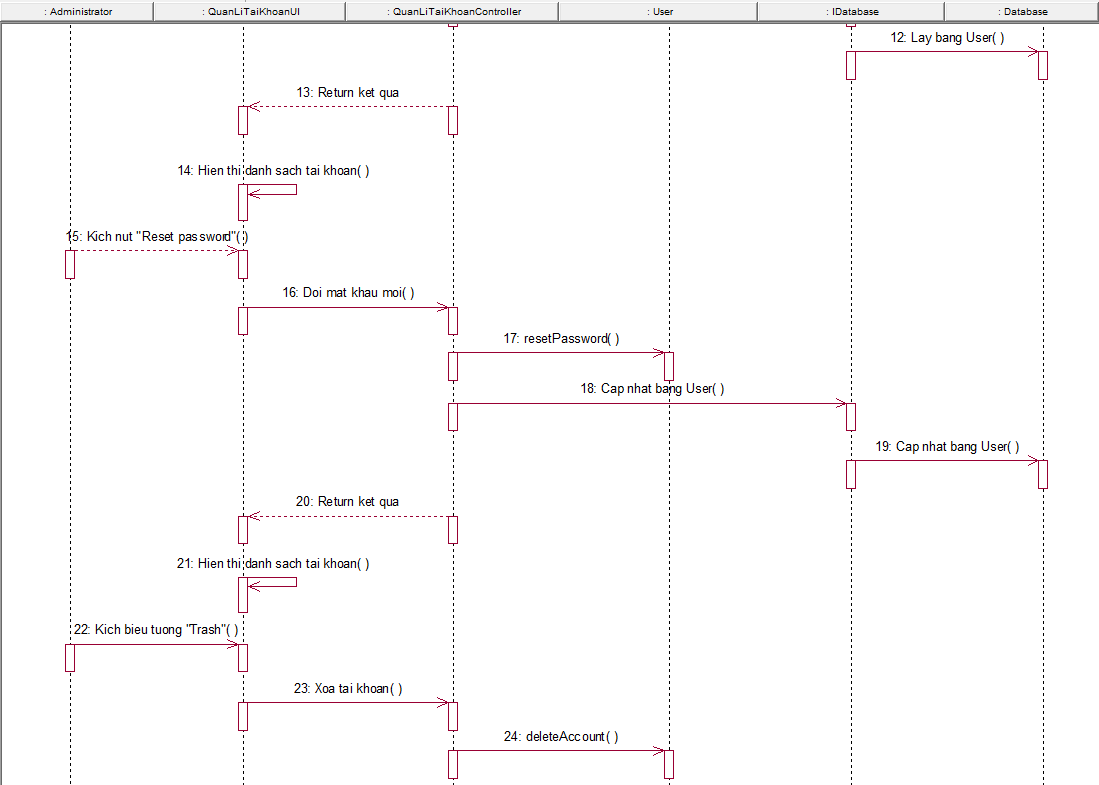 : Administrator
: QuanLiTaiKhoanUI
: QuanLiTaiKhoanController
: User
: IDatabase
: Database
12: Lay bang User( )
13: Return ket qua
14: Hien thi danh sach tai khoan( )
15: Kich nut "Reset password"( )
16: Doi mat khau moi( )
17: resetPassword( )
18: Cap nhat bang User( )
19: Cap nhat bang User( )
20: Return ket qua
21: Hien thi danh sach tai khoan( )
22: Kich bieu tuong "Trash"( )
23: Xoa tai khoan( )
24: deleteAccount( )